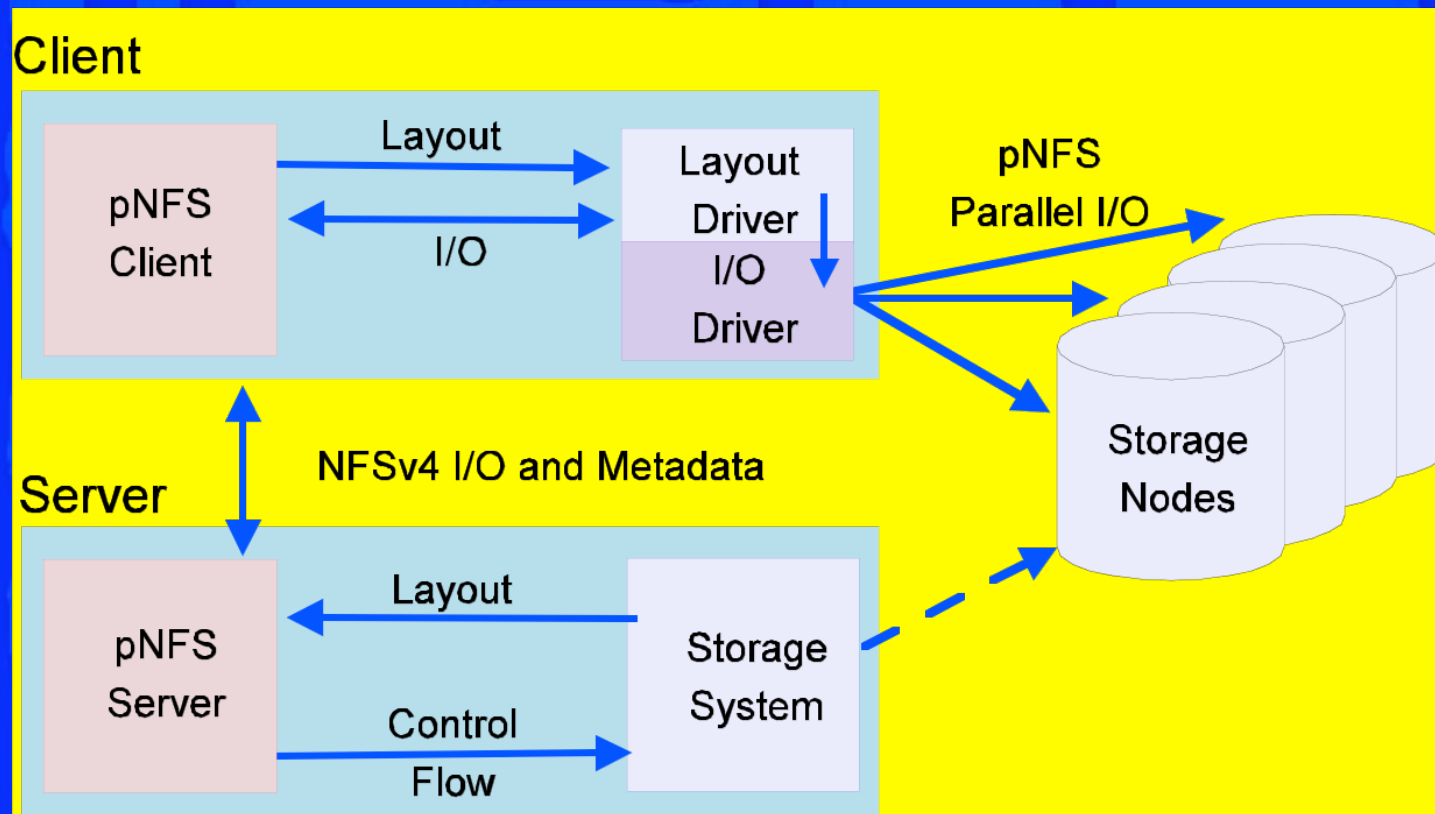 Client
Layout
pNFS
Client
I/O
Layout
Driver
I/O
Driver
pNFS
Parallel I/O
Storage
Nodes
NFSv4 I/O and Metadata
Server
pNFS
Server
Layout
Control
Flow
Storage
System